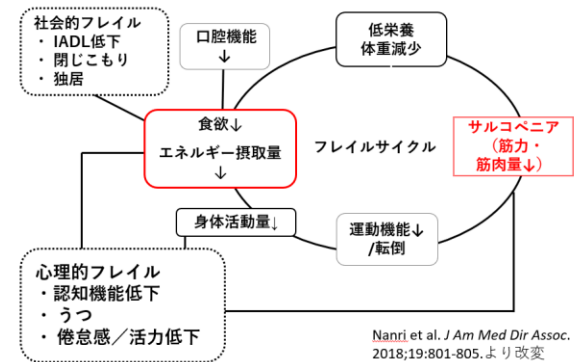 社会的フレイル
・ IADL低下
・ 閉じこもり
・ 独居
口腔機能
↓
低栄養
体重減少
食欲↓
エネルギー摂取量
↓
フレイルサイクル
サルコペニア
（筋力・
筋肉量↓）
身体活動量↓
運動機能↓
/転倒
心理的フレイル
・認知機能低下
・うつ
・倦怠感／活力低下
Nanri et al. J Am Med Dir Assoc.
2018;19:801-805.より改変